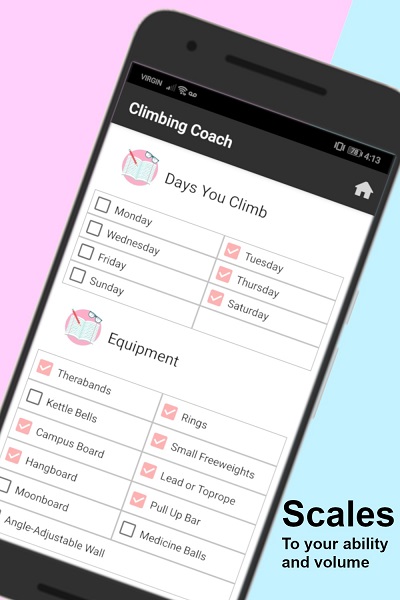 VIRGIN
78 4:13
Climbing Coach
Days You Climb
Monday
Tuesday
Wednesday
Thursday
Friday
Saturday
Sunday
Equipment
Therabands
Rings
Kettle Bells
Small Freeweights
Campus Board
Lead or Toprope
Hangboard
Pull Up Bar
Moonboard
Medicine Balls
Angle-Adjustable Wall
Scales
To your ability
and volume